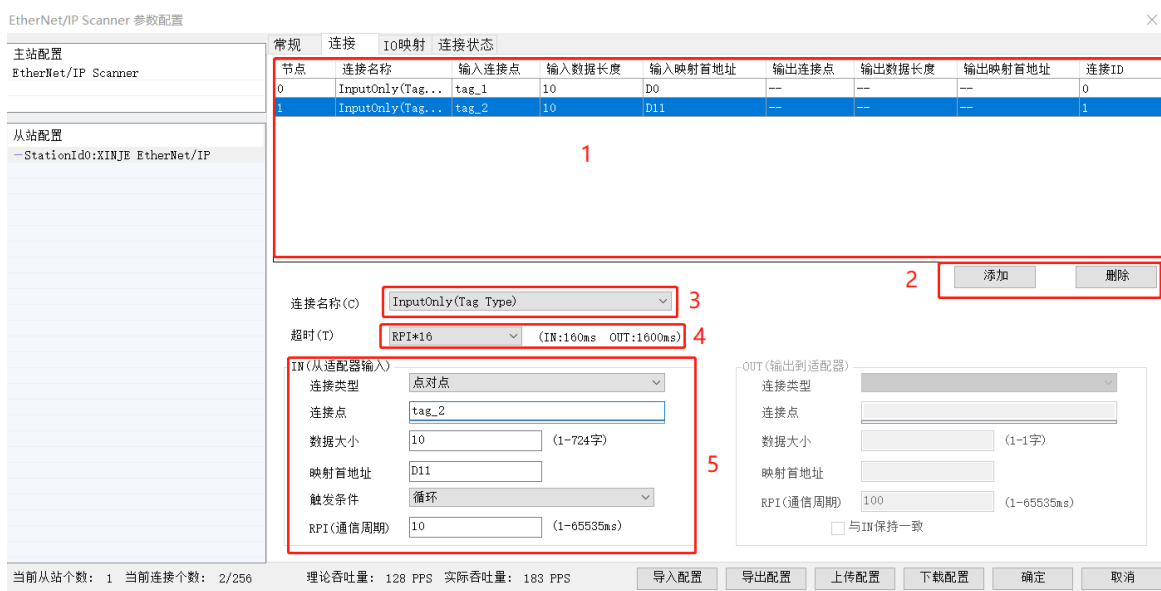 EtherNet/IP Scanner 参数配置
主站配置
EtherNet/IP Scanner
从站配置
StationId0:XINJE EtherNet/IP
常规 连接 IO映射 连接状态
节点 连接名称 输入连接点 输入数据长度 输入映射首地址 输出连接点 输出数据长度 输出映射首地址 连接ID
0 InputOnly(Tag... tag_1 10 D0 -- -- -- 0
1 InputOnly(Tag... tag_2 10 D11 -- -- -- 1
1
2 添加 删除
连接名称(C) InputOnly(Tag Type) 3
超时(T) RPI*16 (IN:160ms OUT:1600ms) 4
IN(从适配器输入)
连接类型 点对点
连接点 tag_2
数据大小 10 (1-724字)
映射首地址 D11
触发条件 循环
RPI(通信周期) 10 (1-65535ms)
5
OUT(输出到适配器)
连接类型
连接点
数据大小 (1-1字)
映射首地址
RPI(通信周期) 100 (1-65535ms)
与IN保持一致
当前从站个数: 1 当前连接个数: 2/256 理论吞吐量: 128 PPS 实际吞吐量: 183 PPS 导入配置 导出配置 上传配置 下载配置 确定 取消